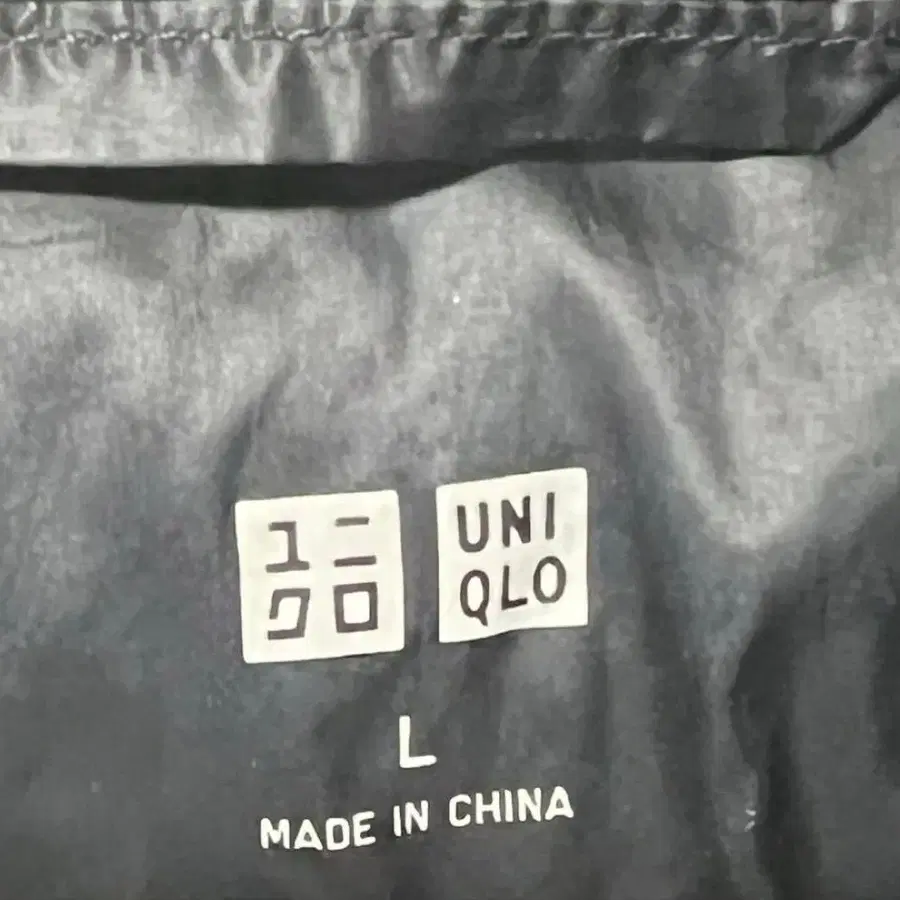 ユニ
クロ
UNI
QLO
L
MADE IN CHINA